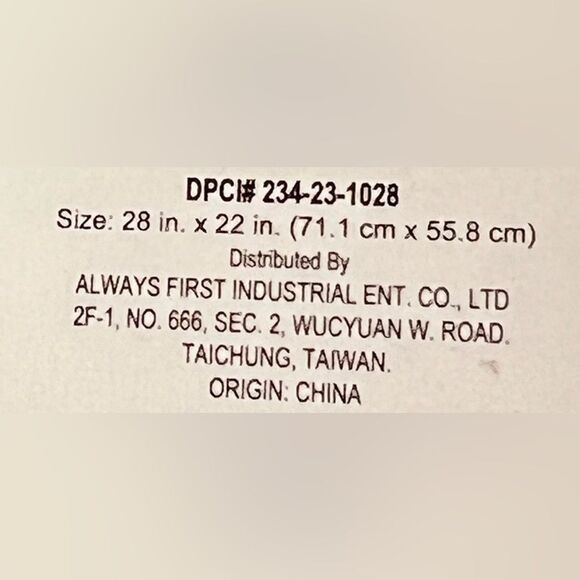 DPCI# 234-23-1028
Size: 28 in. x 22 in. (71.1 cm x 55.8 cm)
Distributed By
ALWAYS FIRST INDUSTRIAL ENT. CO., LTD
2F-1, NO. 666, SEC. 2, WUCYUAN W. ROAD.
TAICHUNG, TAIWAN.
ORIGIN: CHINA